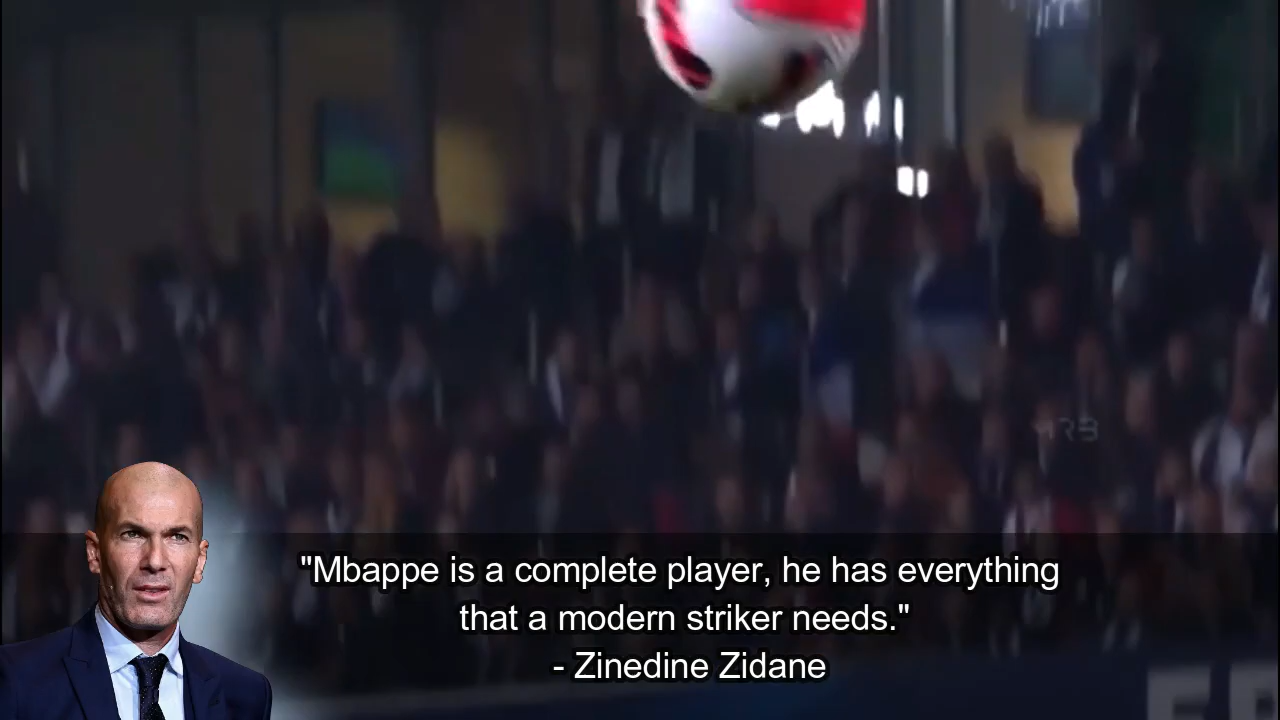 "Mbappe is a complete player, he has everything
that a modern striker needs."
- Zinedine Zidane